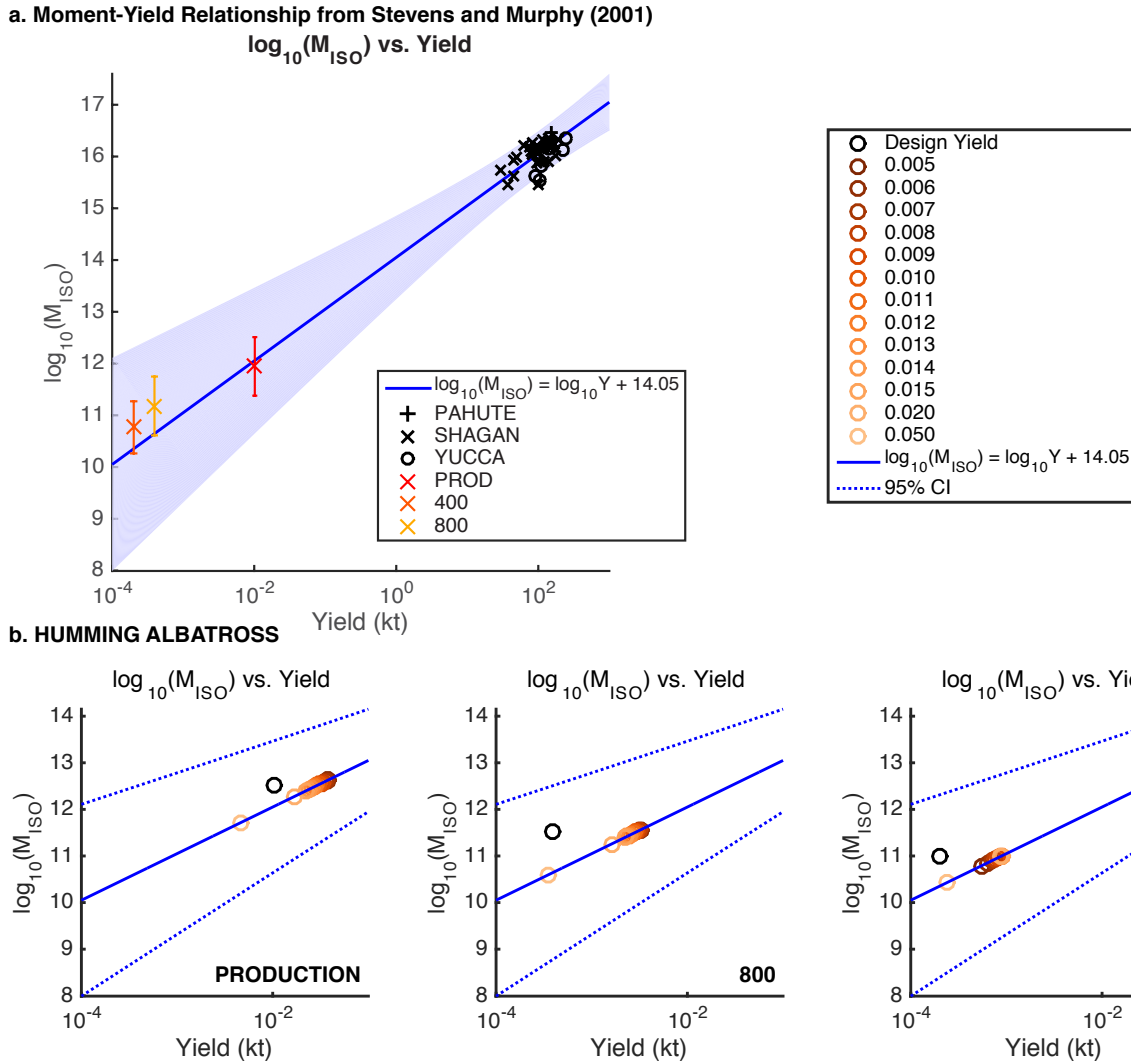 a. Moment-Yield Relationship from Stevens and Murphy (2001)
log10(MISO) vs. Yield
17
16
15
14
13
12
11
10
9
8
log10(MISO)
10-4
10-2
100
102
Yield (kt)
log10(MISO) = log10Y + 14.05
PAHUTE
SHAGAN
YUCCA
PROD
400
800
Design Yield
0.005
0.006
0.007
0.008
0.009
0.010
0.011
0.012
0.013
0.014
0.015
0.020
0.050
log10(MISO) = log10Y + 14.05
95% CI
b. HUMMING ALBATROSS
log10(MISO) vs. Yield
14
13
12
11
10
9
8
log10(MISO)
PRODUCTION
10-4
10-2
Yield (kt)
log10(MISO) vs. Yield
14
13
12
11
10
9
8
log10(MISO)
800
10-4
10-2
Yield (kt)
log10(MISO) vs. Yie
14
13
12
11
10
9
8
log10(MISO)
10-4
10-2
Yield (kt)